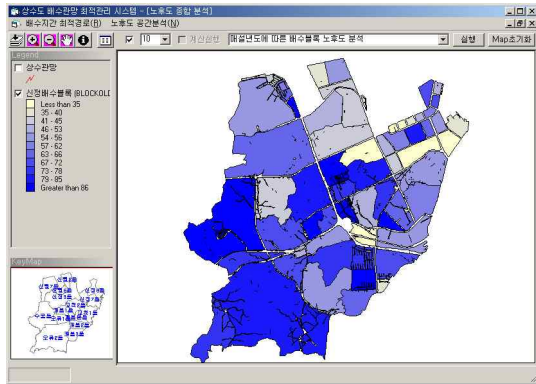 상수도 배수관망 최적관리 시스템 - [노후도 종합 분석]
배수지간 최적경로(R) 노후도 공간분석(N)
10 계산실행 매설년도에 따른 배수블록 노후도 분석 실행 Map초기화
Legend
상수관망
신정배수블록 (BLOCKOLD
Less than 35
35 - 40
41 - 45
46 - 53
54 - 56
57 - 62
63 - 66
67 - 72
73 - 78
79 - 85
Greater than 86
KeyMap